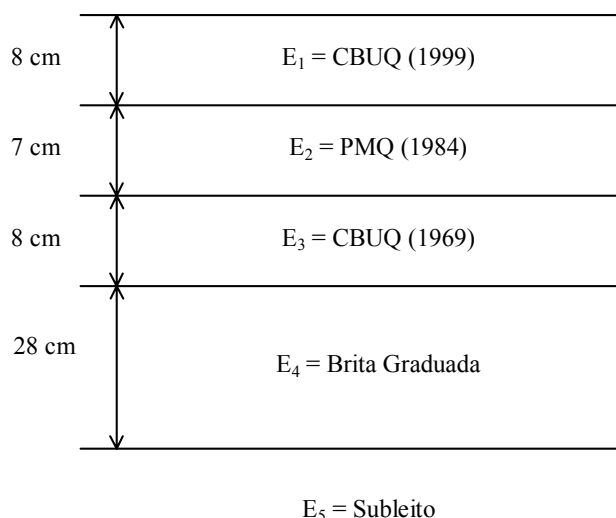 8 cm
E₁ = CBUQ (1999)
7 cm
E₂ = PMQ (1984)
8 cm
E₃ = CBUQ (1969)
28 cm
E₄ = Brita Graduada
E₅ = Subleito